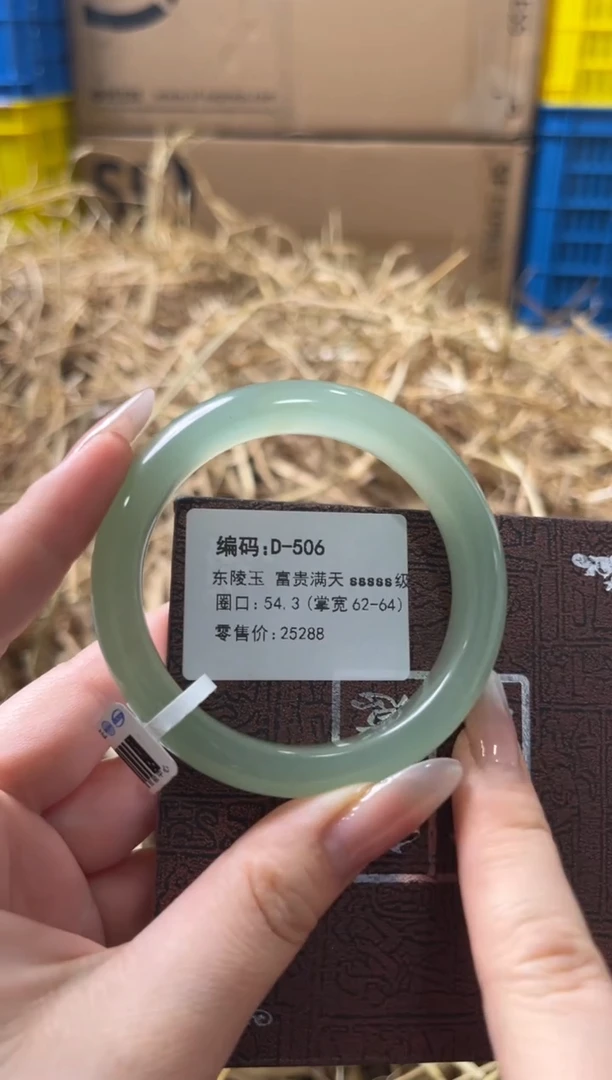 编码:D-506
东陵玉 富贵满天 sssss级
圈口:54.3(掌宽62-64)
零售价:25288